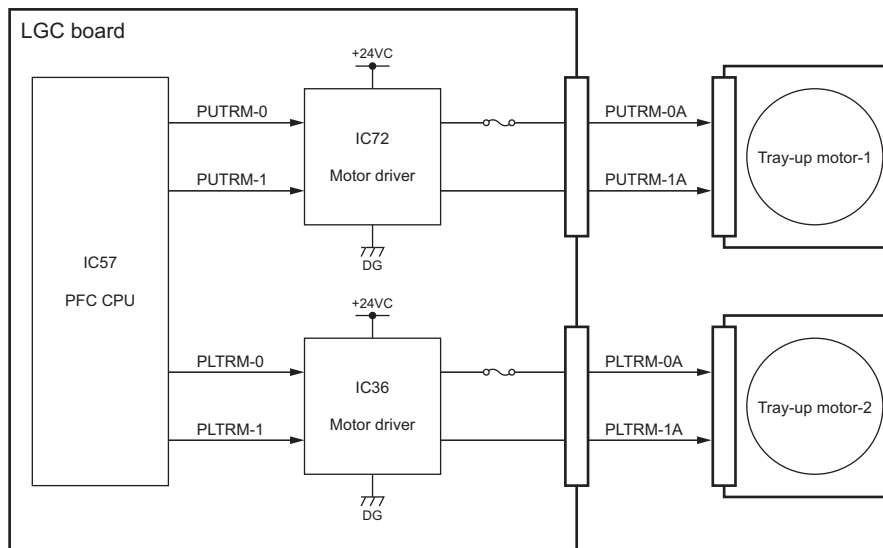 LGC board
+24VC
PUTRM-0
PUTRM-0A
IC72
Motor driver
Tray-up motor-1
PUTRM-1
PUTRM-1A
DG
IC57
PFC CPU
+24VC
PLTRM-0
PLTRM-0A
IC36
Motor driver
Tray-up motor-2
PLTRM-1
PLTRM-1A
DG